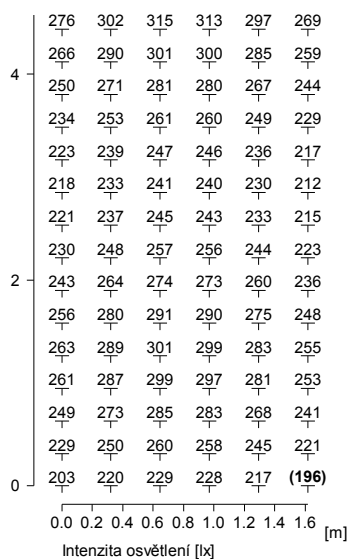 276 302 315 313 297 269
266 290 301 300 285 259
4
250 271 281 280 267 244
234 253 261 260 249 229
223 239 247 246 236 217
218 233 241 240 230 212
221 237 245 243 233 215
230 248 257 256 244 223
2
243 264 274 273 260 236
256 280 291 290 275 248
263 289 301 299 283 255
261 287 299 297 281 253
249 273 285 283 268 241
229 250 260 258 245 221
0 203 220 229 228 217 (196)
0.0 0.2 0.4 0.6 0.8 1.0 1.2 1.4 1.6
[m]
Intenzita osvětlení [lx]